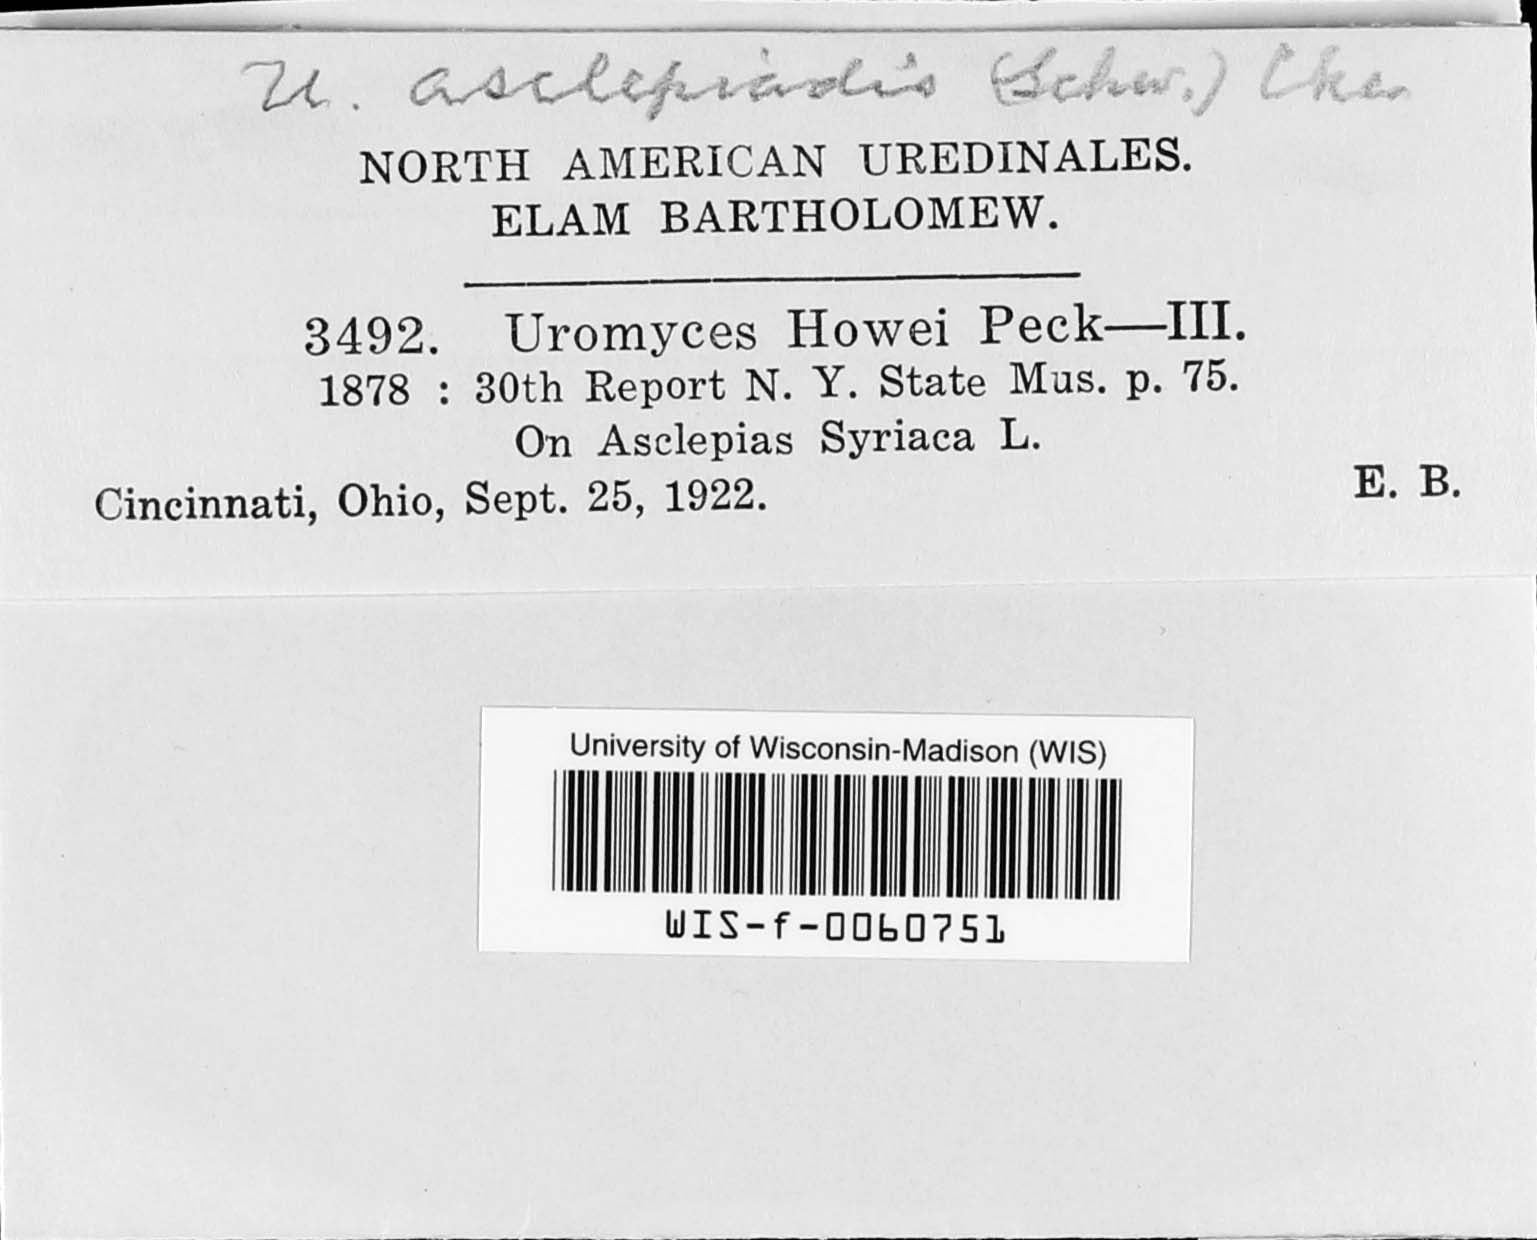 U. asclepiadis (Schw.) Cke.
NORTH AMERICAN UREDINALES.
ELAM BARTHOLOMEW.
3492. Uromyces Howei Peck—III.
1878 : 30th Report N. Y. State Mus. p. 75.
On Asclepias Syriaca L.
Cincinnati, Ohio, Sept. 25, 1922. E. B.
University of Wisconsin-Madison (WIS)
WIS-f-0060751